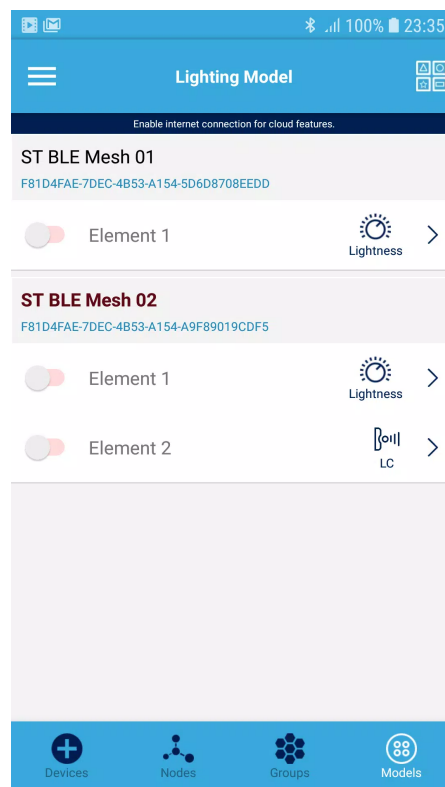 100% 23:35
Lighting Model
Enable internet connection for cloud features.
ST BLE Mesh 01
F81D4FAE-7DEC-4B53-A154-5D6D8708EEDD
Element 1
Lightness
ST BLE Mesh 02
F81D4FAE-7DEC-4B53-A154-A9F89019CDF5
Element 1
Lightness
Element 2
LC
Devices Nodes Groups Models